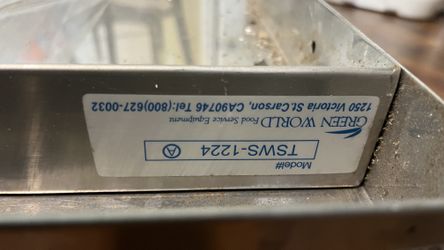 Model#
TSWS-1224 A
GREEN WORLD
Food Service Equipment
1250 Victoria St.Carson, CA90746 Tel:(800)627-0032